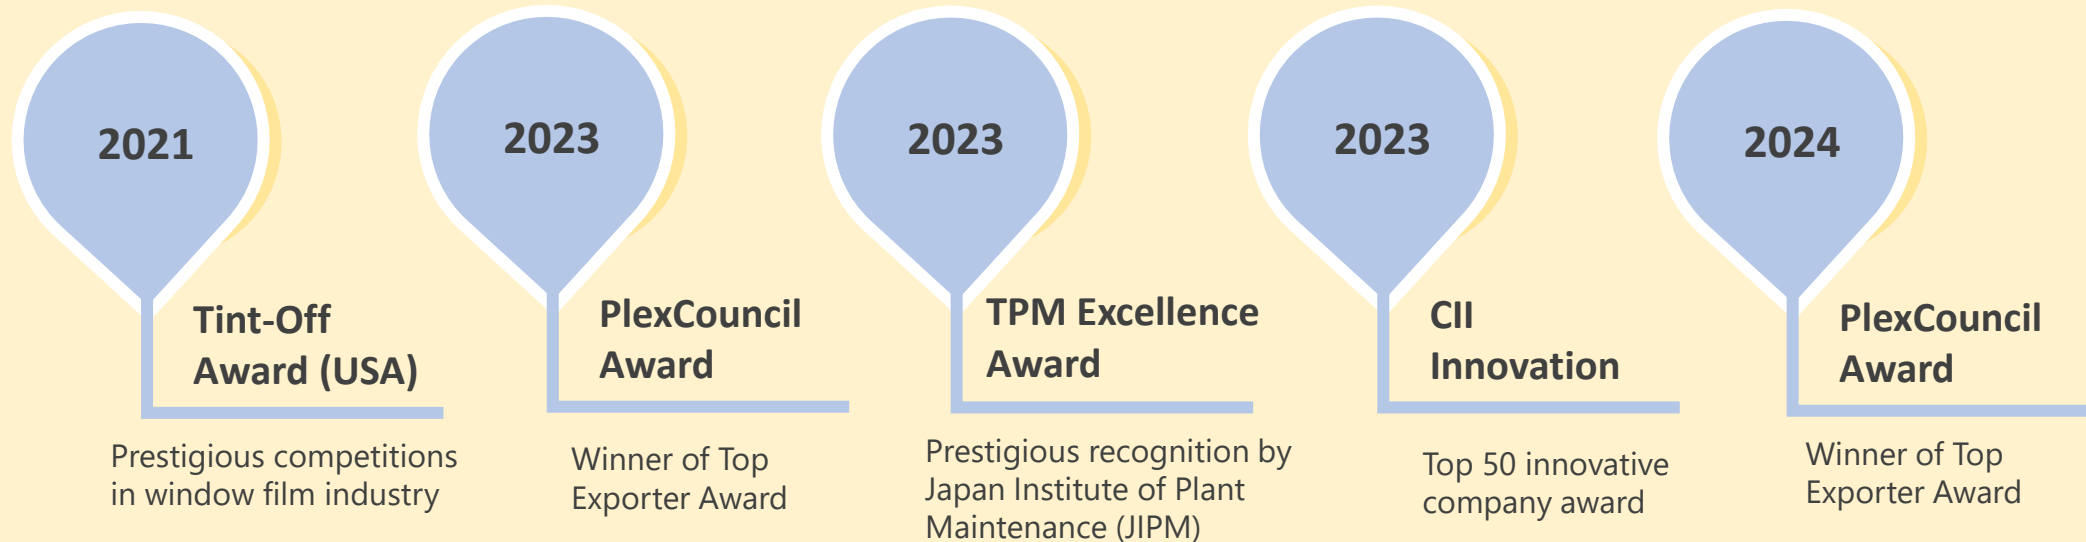 2021
Tint-Off
Award (USA)
Prestigious competitions
in window film industry
2023
PlexCouncil
Award
Winner of Top
Exporter Award
2023
TPM Excellence
Award
Prestigious recognition by
Japan Institute of Plant
Maintenance (JIPM)
2023
CII
Innovation
Top 50 innovative
company award
2024
PlexCouncil
Award
Winner of Top
Exporter Award